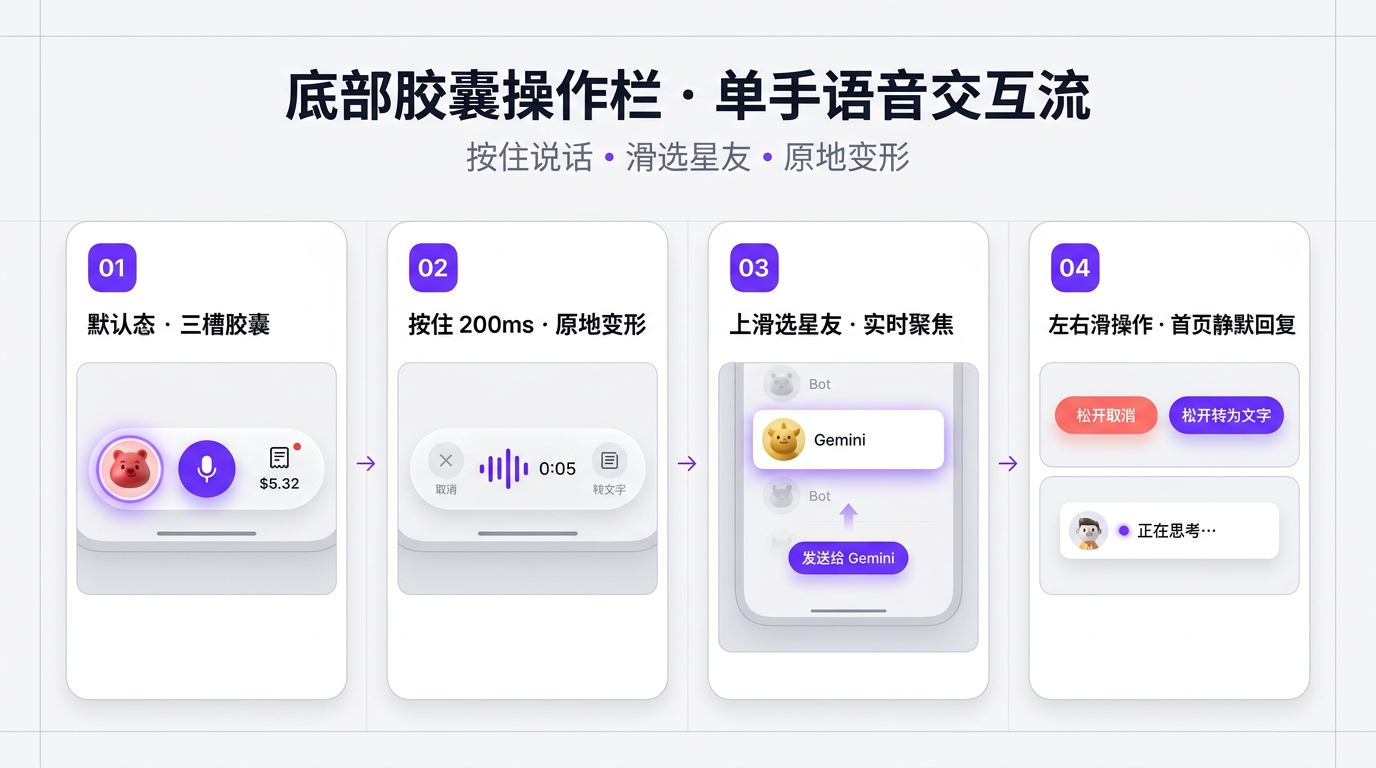 底部胶囊操作栏 · 单手语音交互流
按住说话 • 滑选星友 • 原地变形
01
默认态 · 三槽胶囊
$5.32
02
按住 200ms · 原地变形
0:05
取消
转文字
03
上滑选星友 · 实时聚焦
Bot
Gemini
Bot
发送给 Gemini
04
左右滑操作 · 首页静默回复
松开取消
松开转为文字
正在思考···